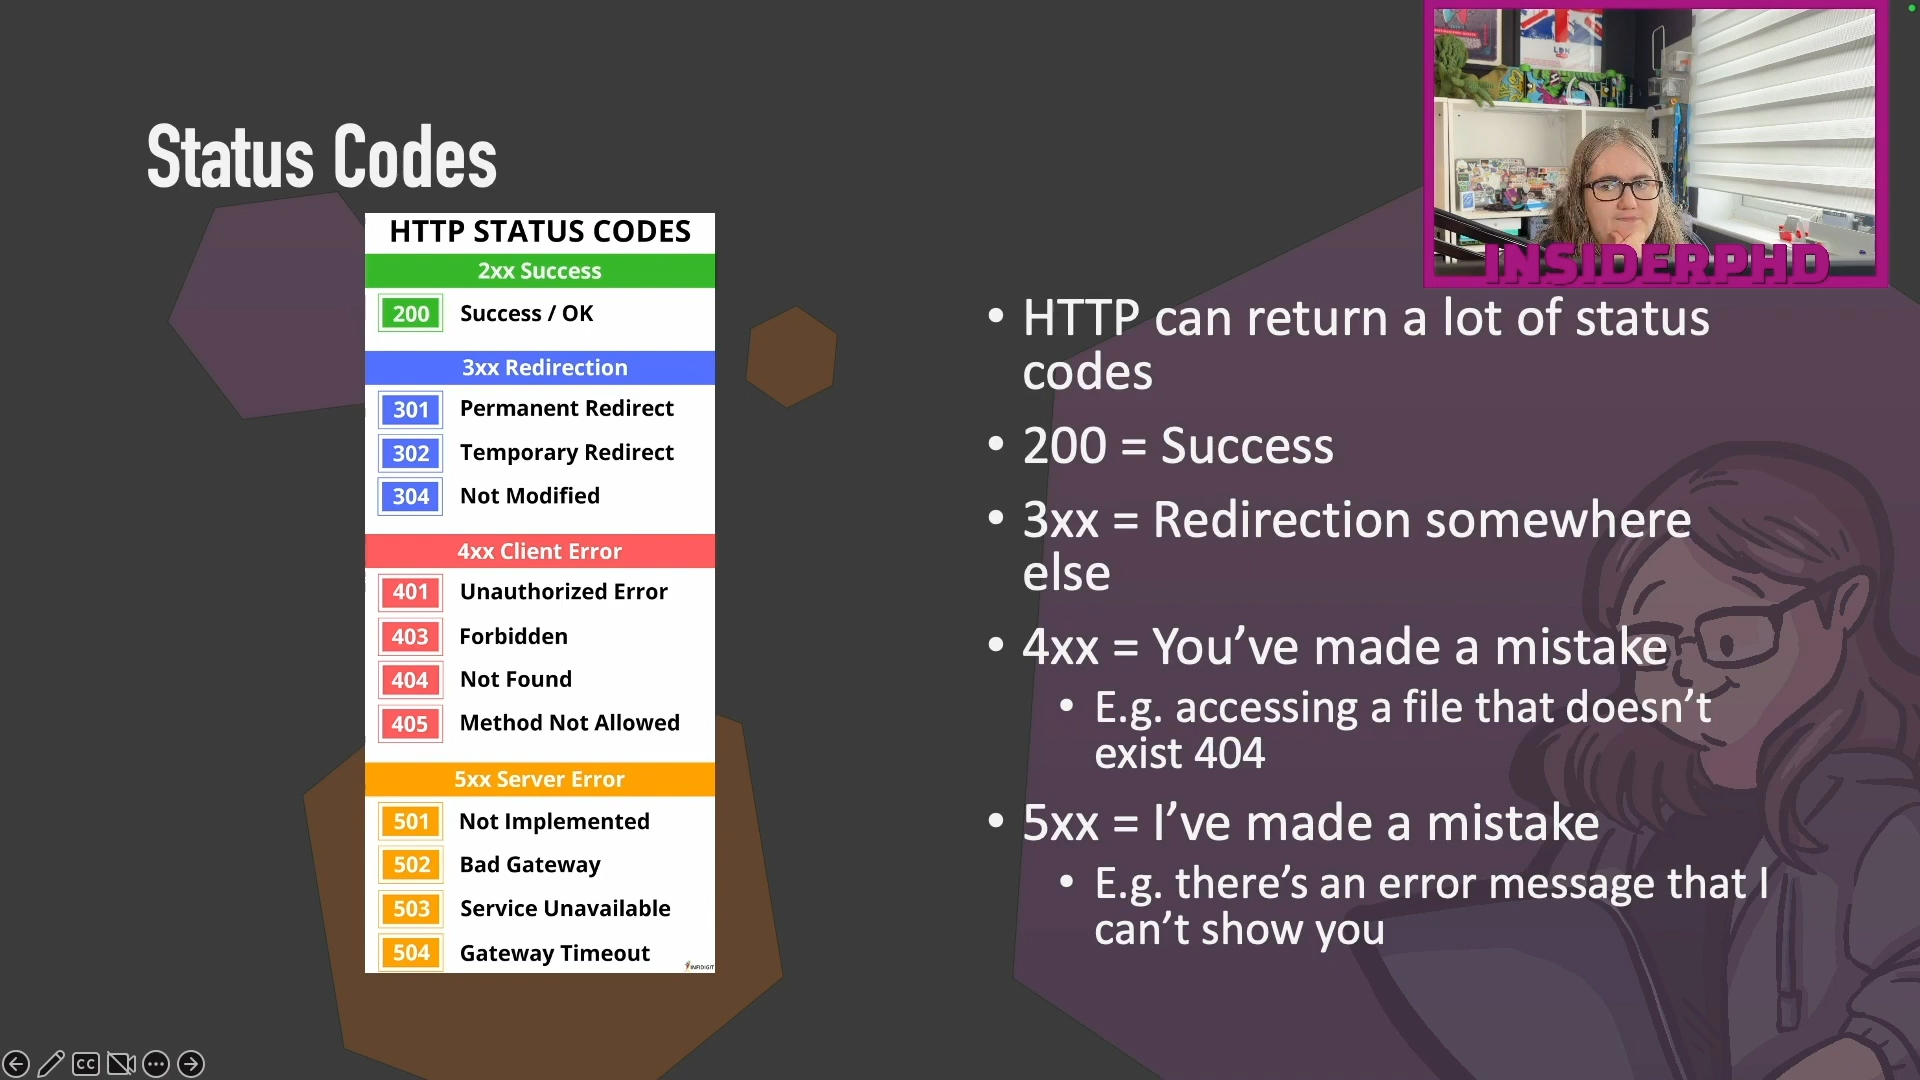 Status Codes
HTTP STATUS CODES
2xx Success
200 Success / OK
3xx Redirection
301 Permanent Redirect
302 Temporary Redirect
304 Not Modified
4xx Client Error
401 Unauthorized Error
403 Forbidden
404 Not Found
405 Method Not Allowed
5xx Server Error
501 Not Implemented
502 Bad Gateway
503 Service Unavailable
504 Gateway Timeout
INFIDIGIT
LDN
INSIDERPHD
• HTTP can return a lot of status
codes
• 200 = Success
• 3xx = Redirection somewhere
else
• 4xx = You’ve made a mistake
• E.g. accessing a file that doesn’t
exist 404
• 5xx = I’ve made a mistake
• E.g. there’s an error message that I
can’t show you
CC